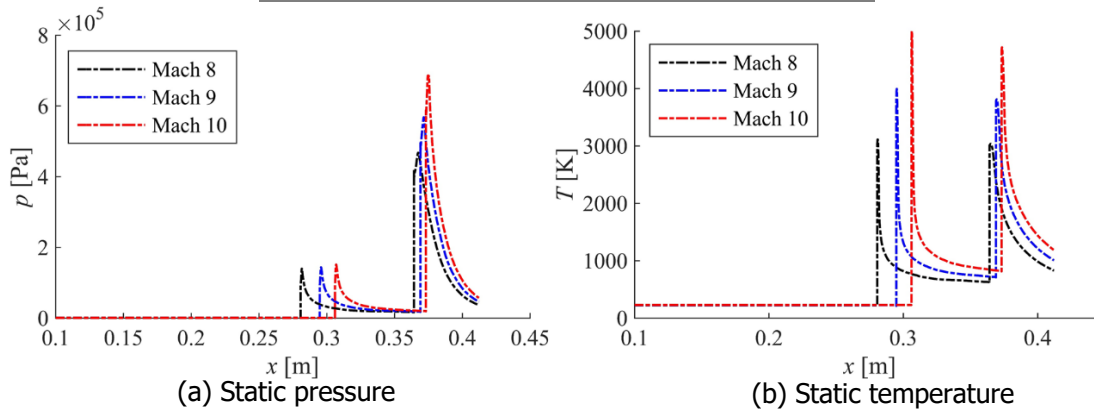 ×10⁵
8
6
4
2
0
p [Pa]
Mach 8
Mach 9
Mach 10
0.1 0.15 0.2 0.25 0.3 0.35 0.4 0.45
x [m]
(a) Static pressure
5000
4000
3000
2000
1000
0
T [K]
Mach 8
Mach 9
Mach 10
0.1 0.2 0.3 0.4
x [m]
(b) Static temperature